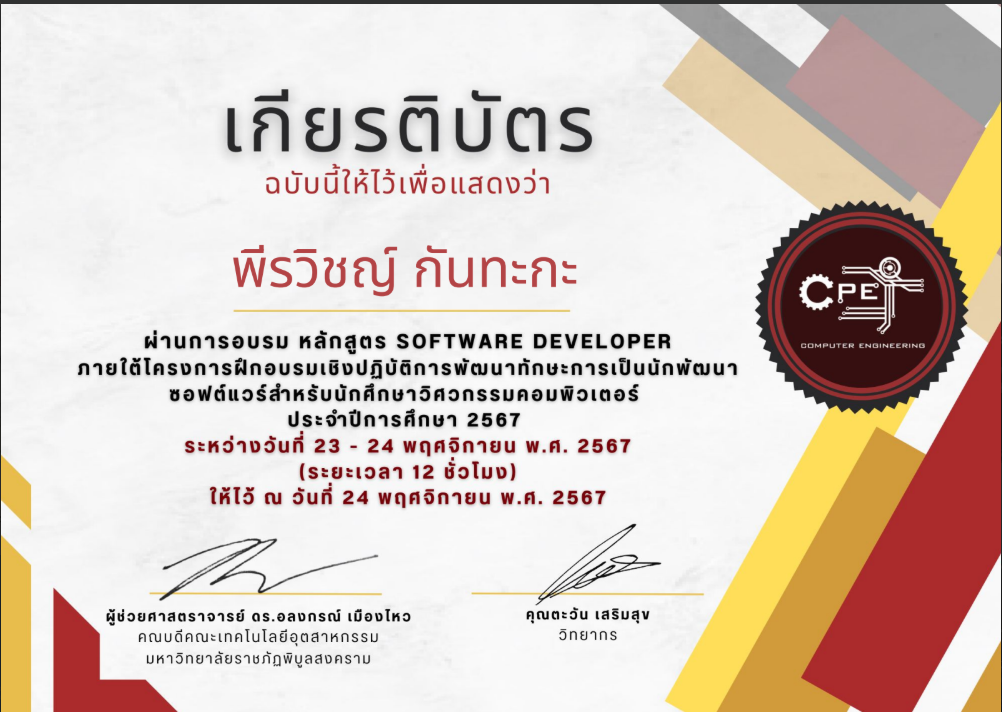 เกียรติบัตร
ฉบับนี้ให้ไว้เพื่อแสดงว่า
พีรวิชญ์ กันทะกะ
ผ่านการอบรม หลักสูตร SOFTWARE DEVELOPER
ภายใต้โครงการฝึกอบรมเชิงปฏิบัติการพัฒนาทักษะการเป็นนักพัฒนา
ซอฟต์แวร์สำหรับนักศึกษาวิศวกรรมคอมพิวเตอร์
ประจำปีการศึกษา 2567
ระหว่างวันที่ 23 - 24 พฤศจิกายน พ.ศ. 2567
(ระยะเวลา 12 ชั่วโมง)
ให้ไว้ ณ วันที่ 24 พฤศจิกายน พ.ศ. 2567
ผู้ช่วยศาสตราจารย์ ดร.อลงกรณ์ เมืองไหว
คณบดีคณะเทคโนโลยีอุตสาหกรรม
มหาวิทยาลัยราชภัฏพิบูลสงคราม
คุณตะวัน เสริมสุข
วิทยากร
CPE
COMPUTER ENGINEERING